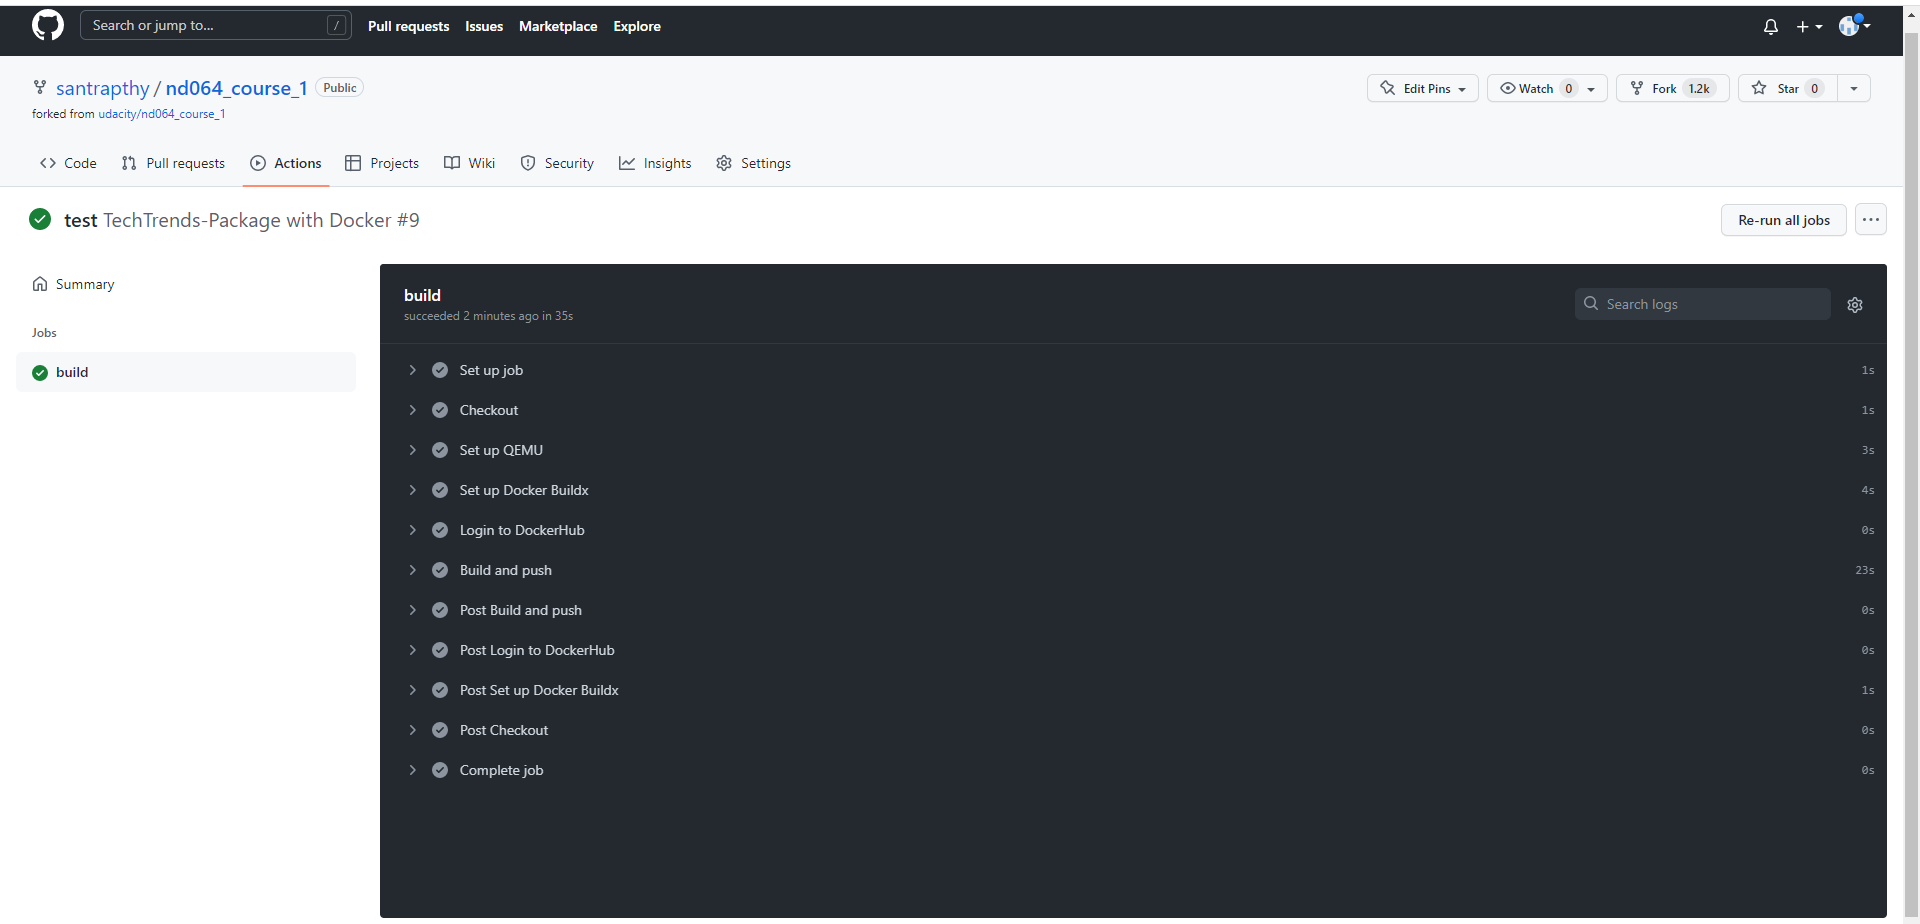 Search or jump to... / Pull requests Issues Marketplace Explore
santrapthy / nd064_course_1 Public Edit Pins Watch 0 Fork 1.2k Star 0
forked from udacity/nd064_course_1
Code Pull requests Actions Projects Wiki Security Insights Settings
test TechTrends-Package with Docker #9 Re-run all jobs ...
Summary
Jobs
build
build
succeeded 2 minutes ago in 35s
Search logs
Set up job 1s
Checkout 1s
Set up QEMU 3s
Set up Docker Buildx 4s
Login to DockerHub 0s
Build and push 23s
Post Build and push 0s
Post Login to DockerHub 0s
Post Set up Docker Buildx 1s
Post Checkout 0s
Complete job 0s